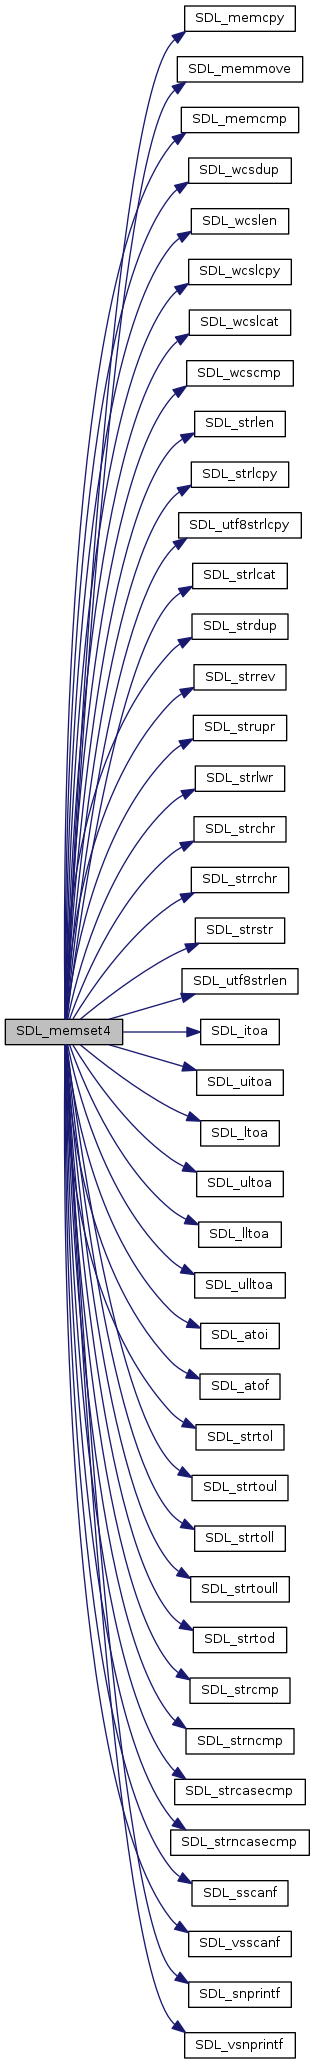 SDL_memcpy
SDL_memmove
SDL_memcmp
SDL_wcsdup
SDL_wcslen
SDL_wcslcpy
SDL_wcslcat
SDL_wcscmp
SDL_strlen
SDL_strlcpy
SDL_utf8strlcpy
SDL_strlcat
SDL_strdup
SDL_strrev
SDL_strupr
SDL_strlwr
SDL_strchr
SDL_strrchr
SDL_strstr
SDL_utf8strlen
SDL_memset4
SDL_itoa
SDL_uitoa
SDL_ltoa
SDL_ultoa
SDL_lltoa
SDL_ulltoa
SDL_atoi
SDL_atof
SDL_strtol
SDL_strtoul
SDL_strtoll
SDL_strtoull
SDL_strtod
SDL_strcmp
SDL_strncmp
SDL_strcasecmp
SDL_strncasecmp
SDL_sscanf
SDL_vsscanf
SDL_snprintf
SDL_vsnprintf